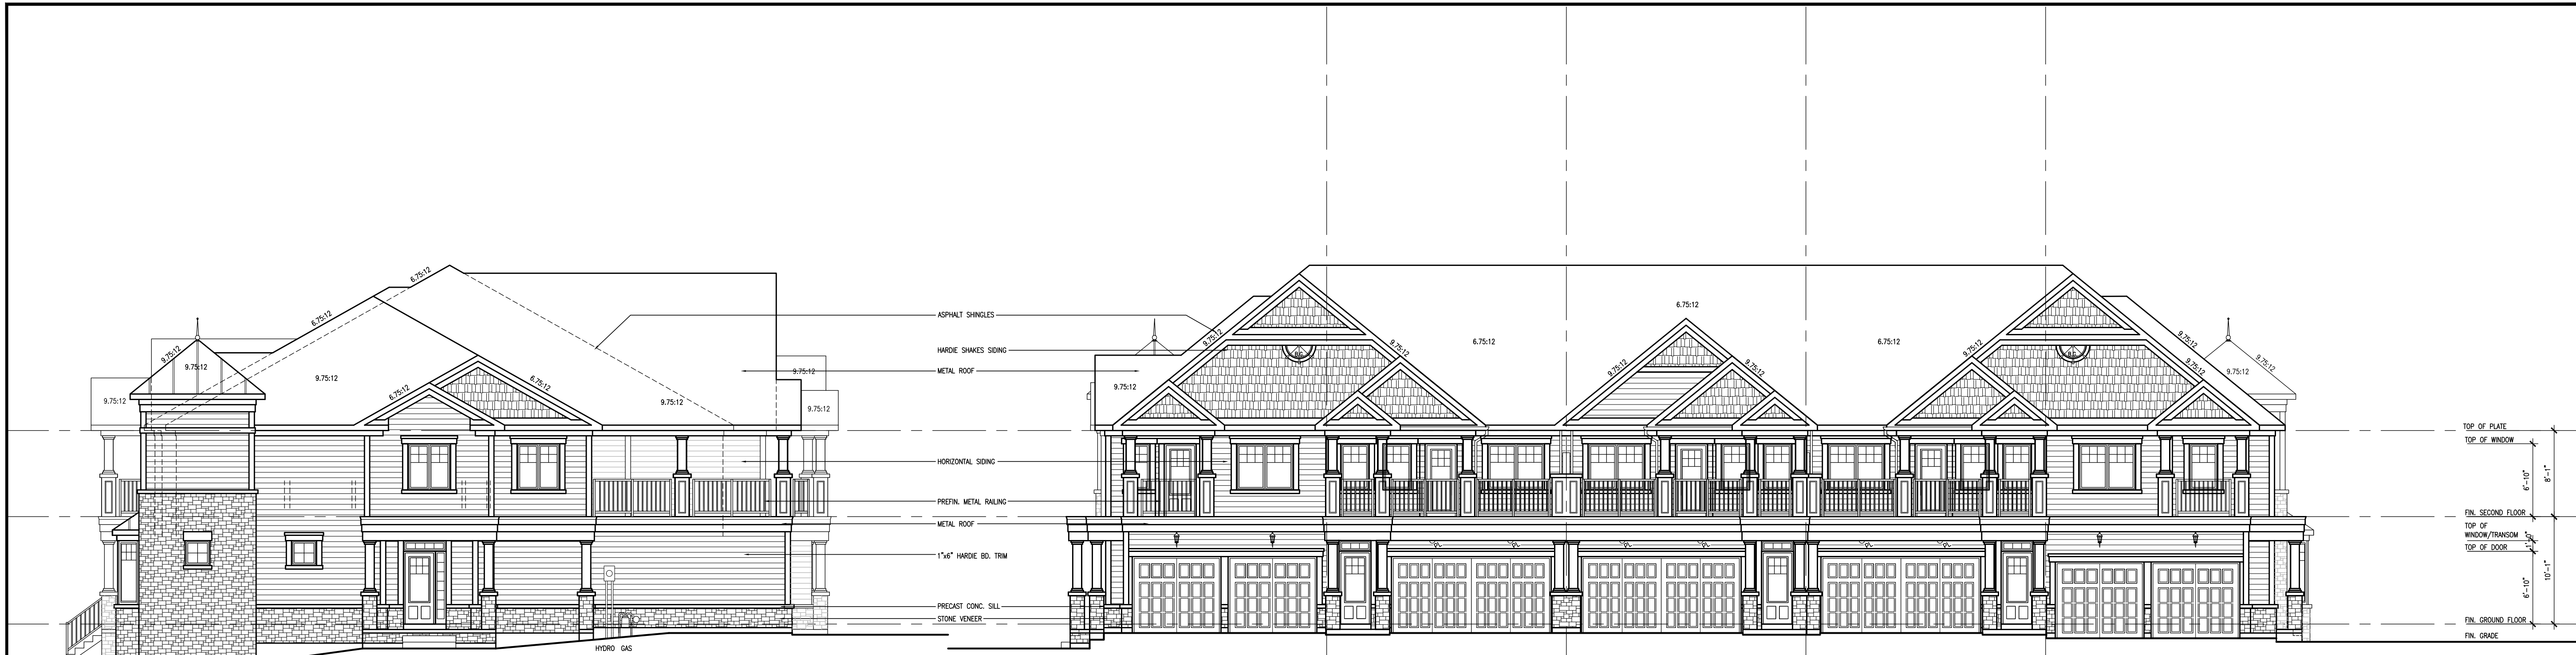 6.75:12
6.75:12
9.75:12
9.75:12
9.75:12
6.75:12
6.75:12
9.75:12
9.75:12
9.75:12
9.75:12
HYDRO GAS
ASPHALT SHINGLES
HARDIE SHAKES SIDING
METAL ROOF
HORIZONTAL SIDING
PREFIN. METAL RAILING
METAL ROOF
1"x6" HARDIE BD. TRIM
PRECAST CONC. SILL
STONE VENEER
9.75:12
9.75:12
9.75:12
6.75:12
6.75:12
9.75:12
9.75:12
6.75:12
9.75:12
9.75:12
9.75:12
9.75:12
9.75:12
TOP OF PLATE
TOP OF WINDOW
6'-10"
8'-1"
FIN. SECOND FLOOR
TOP OF
WINDOW/TRANSOM
TOP OF DOOR
6'-10"
10'-1"
FIN. GROUND FLOOR
FIN. GRADE